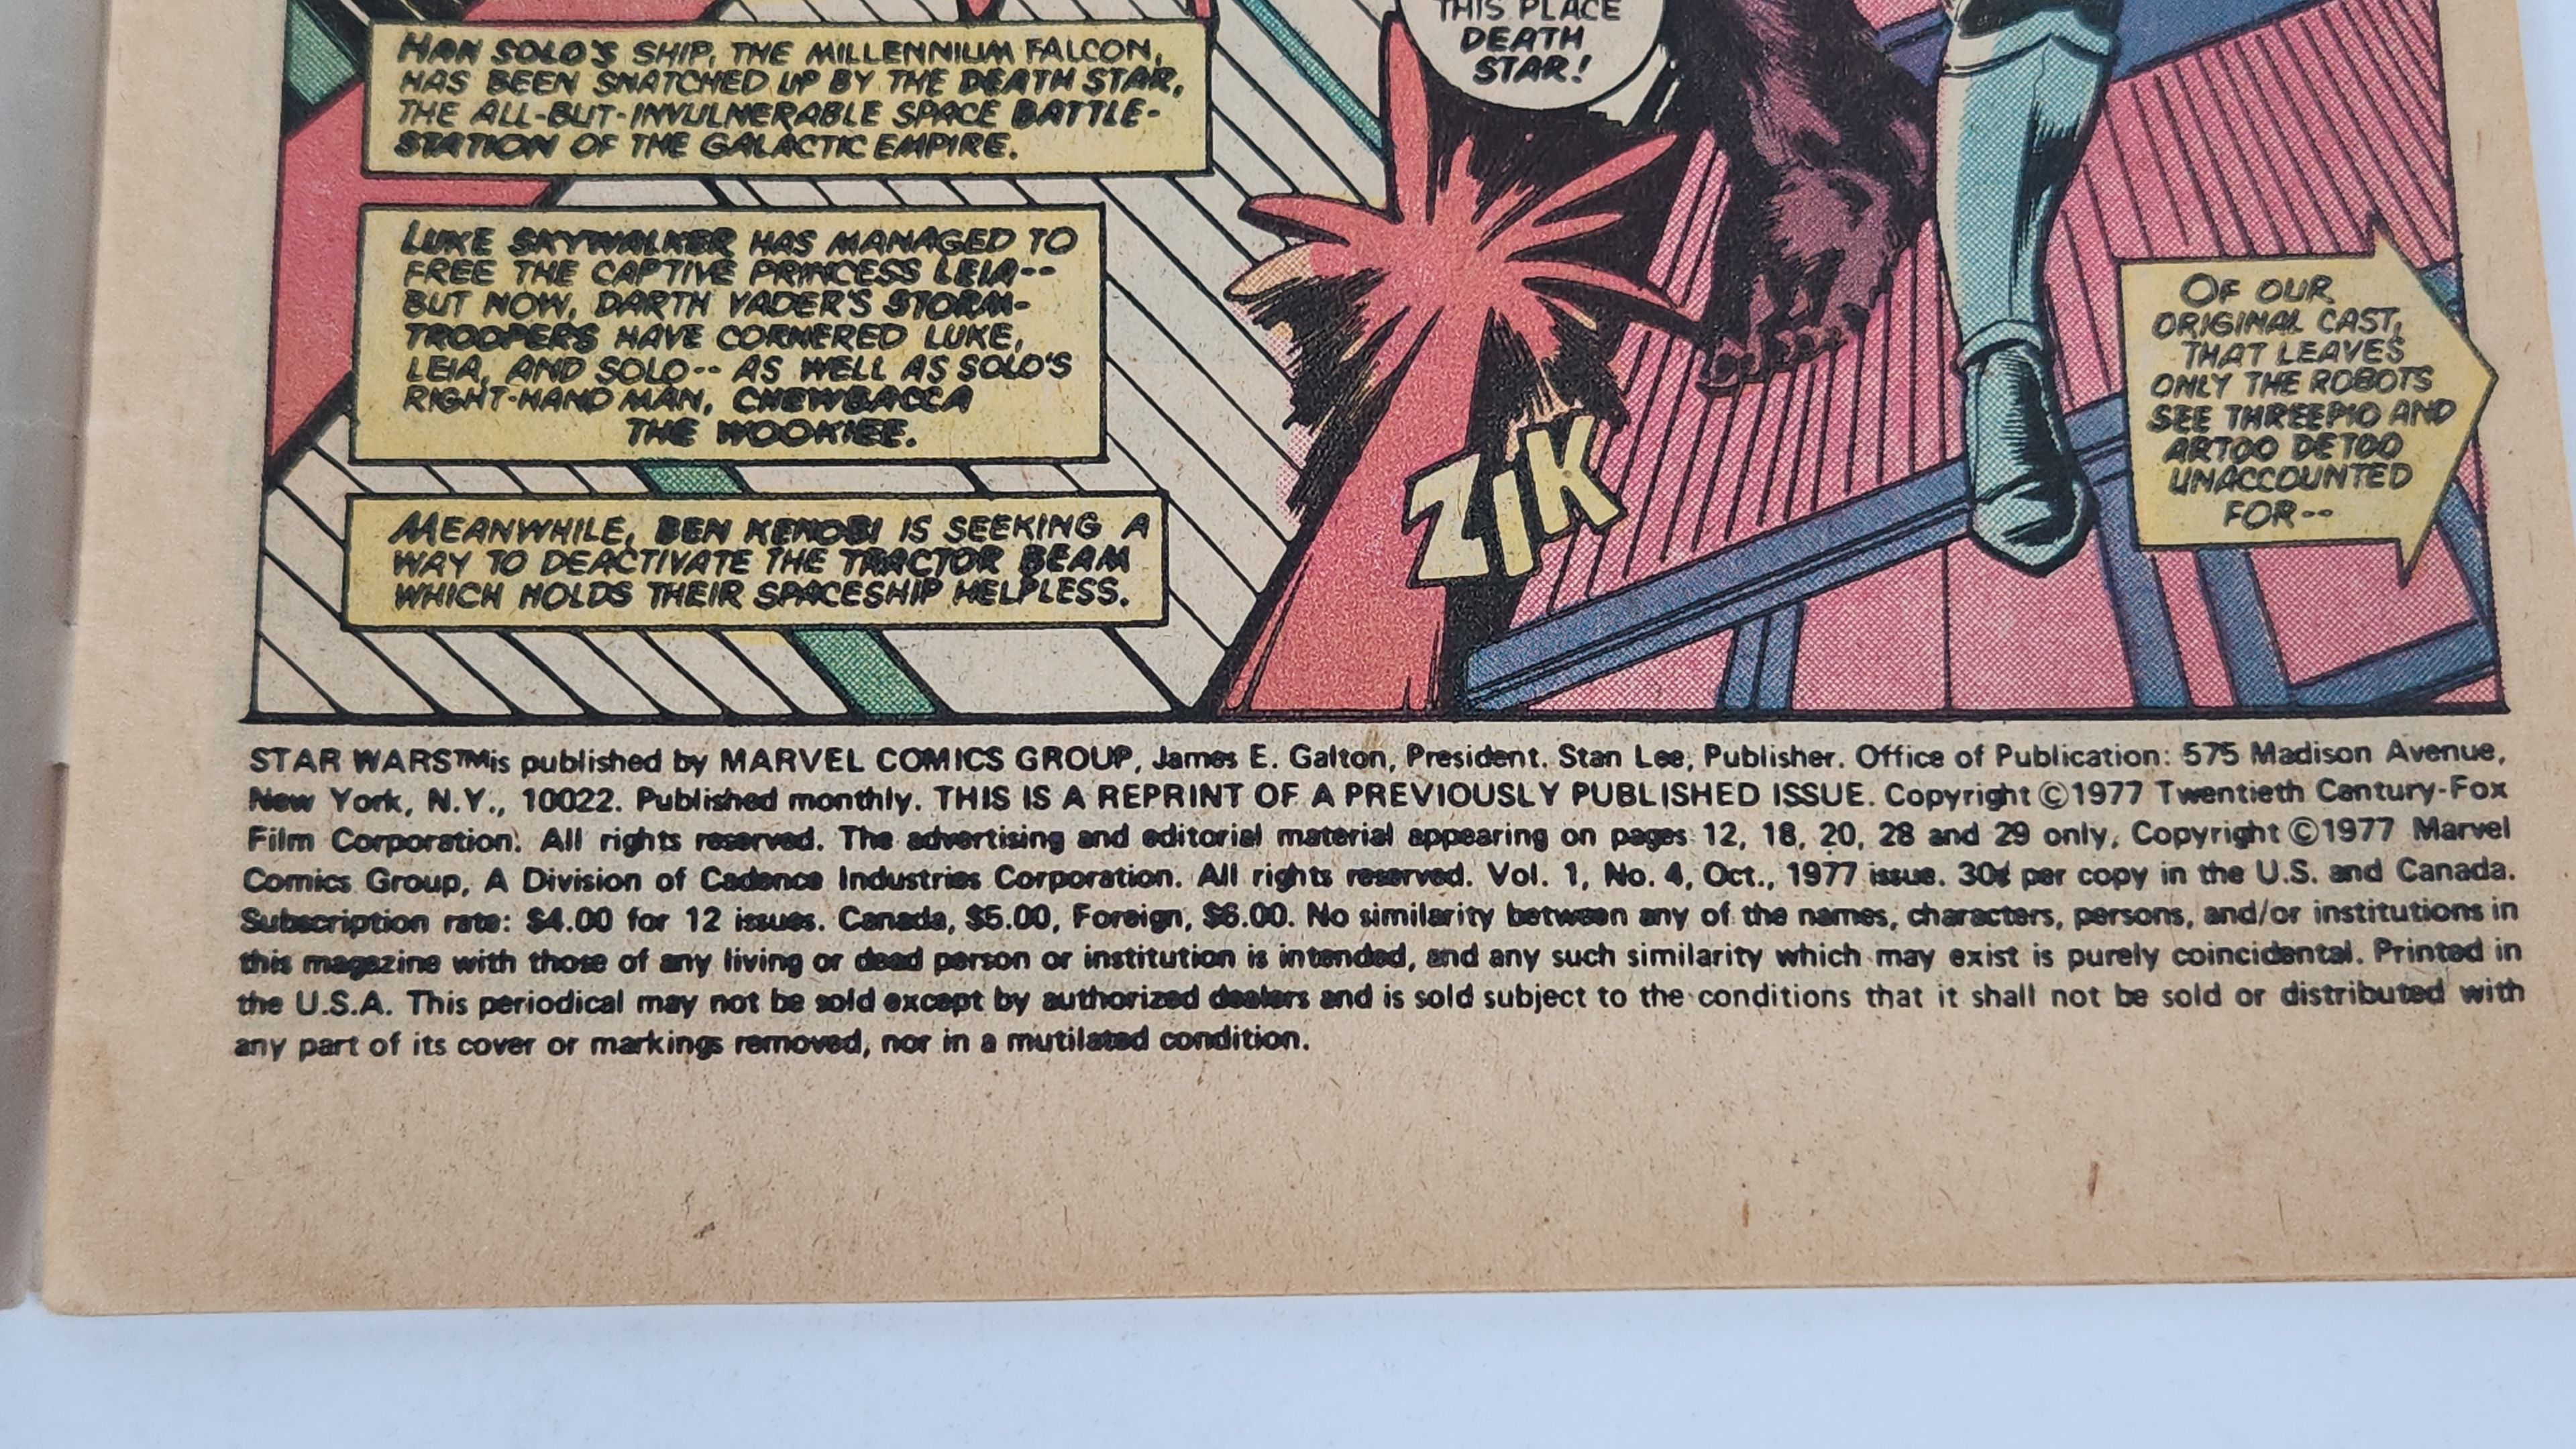 THIS PLACE
DEATH
STAR!
HAN SOLO'S SHIP, THE MILLENNIUM FALCON,
HAS BEEN SNATCHED UP BY THE DEATH STAR,
THE ALL-BUT-INVULNERABLE SPACE BATTLE-
STATION OF THE GALACTIC EMPIRE.
LUKE SKYWALKER HAS MANAGED TO
FREE THE CAPTIVE PRINCESS LEIA--
BUT NOW, DARTH VADER'S STORM-
TROOPERS HAVE CORNERED LUKE,
LEIA, AND SOLO-- AS WELL AS SOLO'S
RIGHT-HAND MAN, CHEWBACCA
THE WOOKIEE.
MEANWHILE, BEN KENOBI IS SEEKING A
WAY TO DEACTIVATE THE TRACTOR BEAM
WHICH HOLDS THEIR SPACESHIP HELPLESS.
ZIK
OF OUR
ORIGINAL CAST,
THAT LEAVES
ONLY THE ROBOTS
SEE THREEPIO AND
ARTOO DETOO
UNACCOUNTED
FOR--
STAR WARS™ is published by MARVEL COMICS GROUP, James E. Galton, President. Stan Lee, Publisher. Office of Publication: 575 Madison Avenue,
New York, N.Y., 10022. Published monthly. THIS IS A REPRINT OF A PREVIOUSLY PUBLISHED ISSUE. Copyright ©1977 Twentieth Century-Fox
Film Corporation. All rights reserved. The advertising and editorial material appearing on pages 12, 18, 20, 28 and 29 only, Copyright ©1977 Marvel
Comics Group, A Division of Cadence Industries Corporation. All rights reserved. Vol. 1, No. 4, Oct., 1977 issue. 30¢ per copy in the U.S. and Canada.
Subscription rate: $4.00 for 12 issues. Canada, $5.00, Foreign, $6.00. No similarity between any of the names, characters, persons, and/or institutions in
this magazine with those of any living or dead person or institution is intended, and any such similarity which may exist is purely coincidental. Printed in
the U.S.A. This periodical may not be sold except by authorized dealers and is sold subject to the conditions that it shall not be sold or distributed with
any part of its cover or markings removed, nor in a mutilated condition.